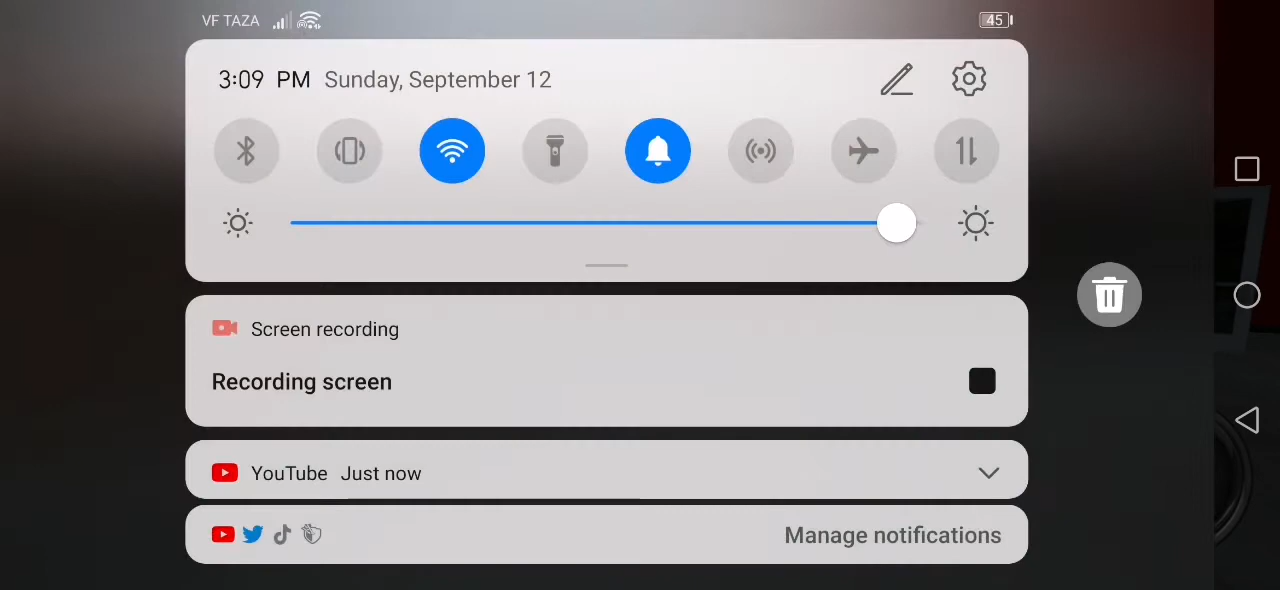 VF TAZA
45
3:09 PM Sunday, September 12
Screen recording
Recording screen
YouTube Just now
Manage notifications